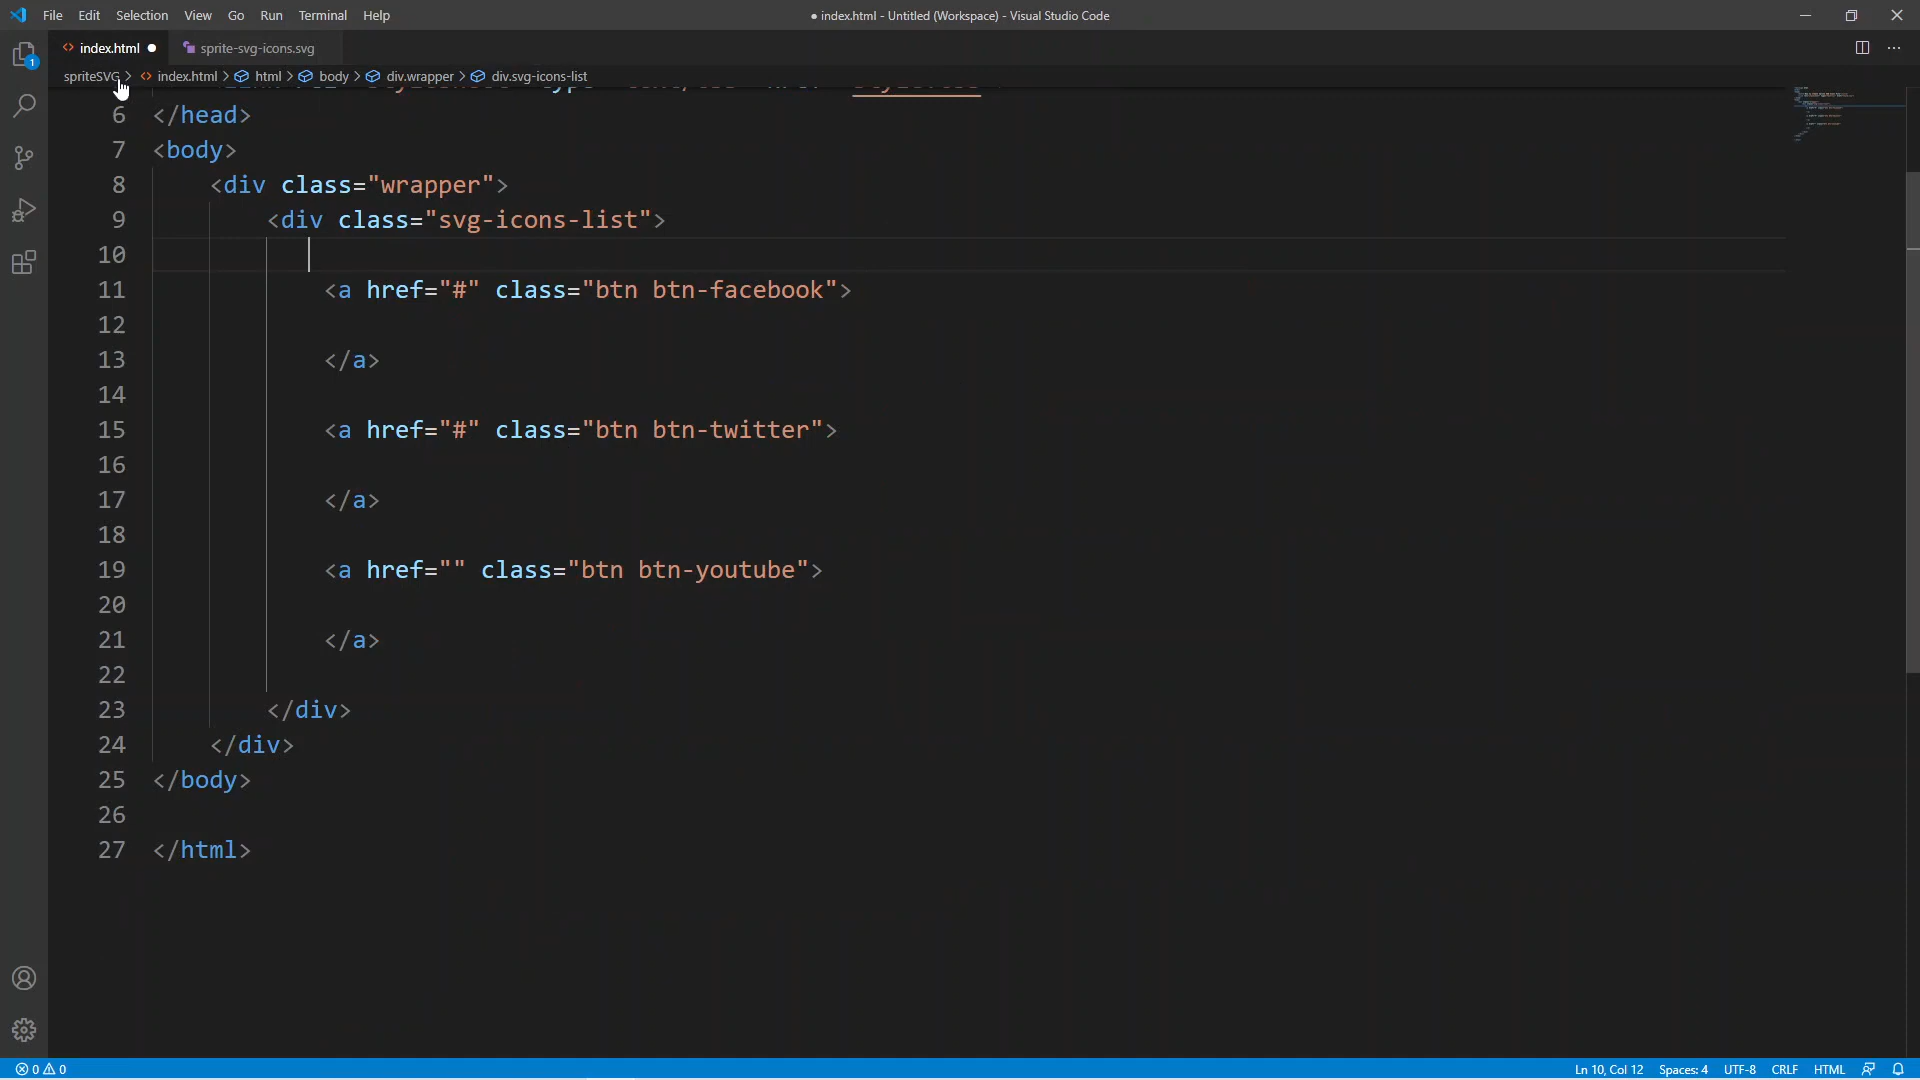 File Edit Selection View Go Run Terminal Help
● index.html - Untitled (Workspace) - Visual Studio Code
index.html ●
sprite-svg-icons.svg
spriteSVG > index.html > html > body > div.wrapper > div.svg-icons-list
6 </head>
7 <body>
8 <div class="wrapper">
9 <div class="svg-icons-list">
10
11 <a href="#" class="btn btn-facebook">
12
13 </a>
14
15 <a href="#" class="btn btn-twitter">
16
17 </a>
18
19 <a href="" class="btn btn-youtube">
20
21 </a>
22
23 </div>
24 </div>
25 </body>
26
27 </html>
1
0 0
Ln 10, Col 12 Spaces: 4 UTF-8 CRLF HTML